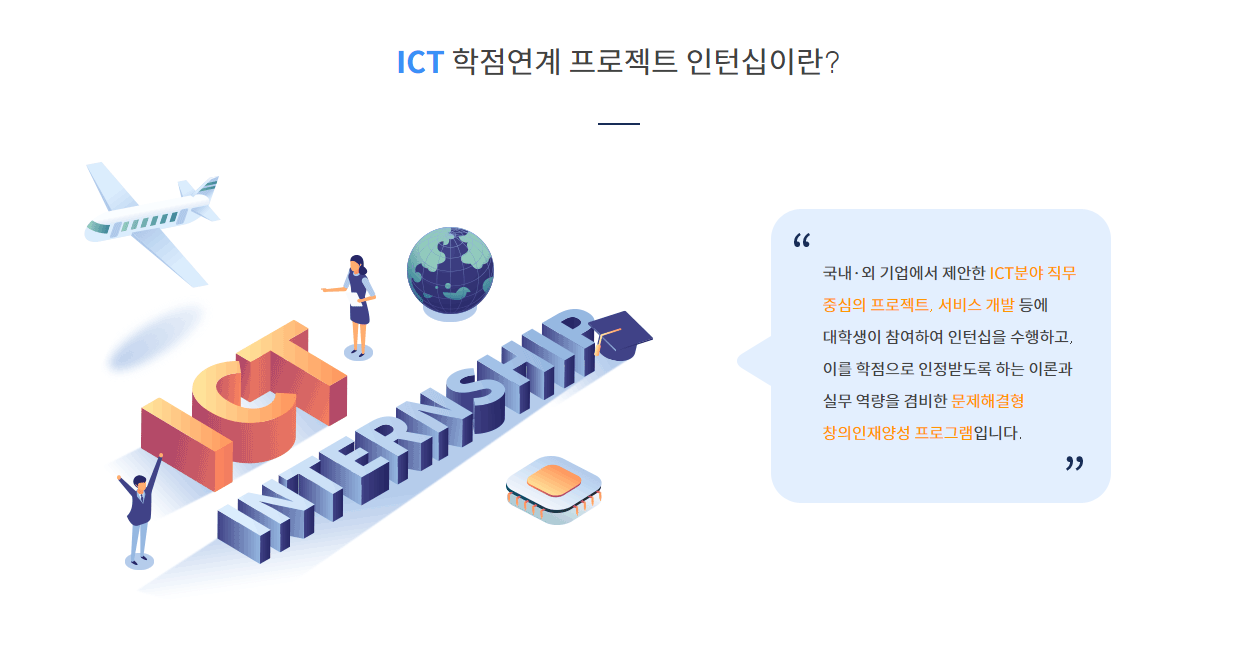 ICT 학점연계 프로젝트 인턴십이란?
ICT
INTERNSHIP
“
국내·외 기업에서 제안한 ICT분야 직무
중심의 프로젝트, 서비스 개발 등에
대학생이 참여하여 인턴십을 수행하고,
이를 학점으로 인정받도록 하는 이론과
실무 역량을 겸비한 문제해결형
창의인재양성 프로그램입니다.
”